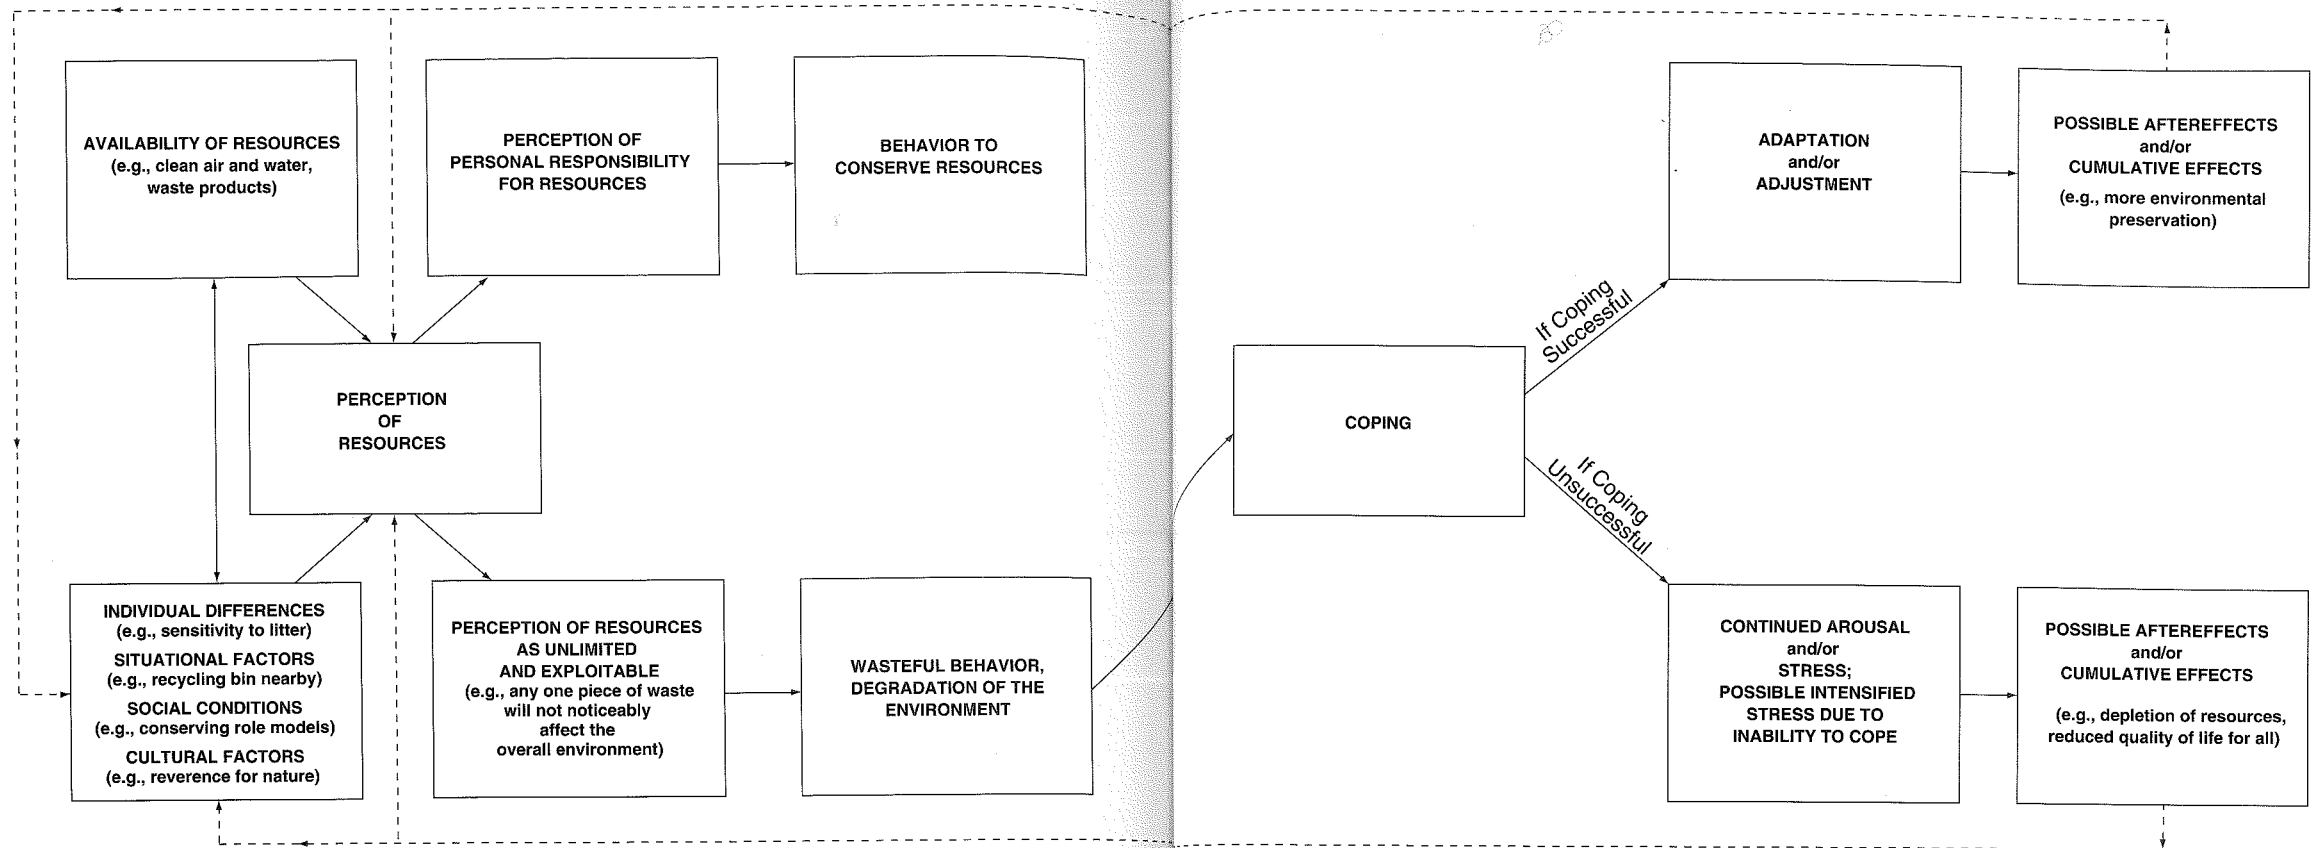 AVAILABILITY OF RESOURCES
(e.g., clean air and water,
waste products)
PERCEPTION OF
PERSONAL RESPONSIBILITY
FOR RESOURCES
BEHAVIOR TO
CONSERVE RESOURCES
PERCEPTION
OF
RESOURCES
INDIVIDUAL DIFFERENCES
(e.g., sensitivity to litter)
SITUATIONAL FACTORS
(e.g., recycling bin nearby)
SOCIAL CONDITIONS
(e.g., conserving role models)
CULTURAL FACTORS
(e.g., reverence for nature)
PERCEPTION OF RESOURCES
AS UNLIMITED
AND EXPLOITABLE
(e.g., any one piece of waste
will not noticeably
affect the
overall environment)
WASTEFUL BEHAVIOR,
DEGRADATION OF THE
ENVIRONMENT
COPING
If Coping
Successful
ADAPTATION
and/or
ADJUSTMENT
POSSIBLE AFTEREFFECTS
and/or
CUMULATIVE EFFECTS
(e.g., more environmental
preservation)
If Coping
Unsuccessful
CONTINUED AROUSAL
and/or
STRESS;
POSSIBLE INTENSIFIED
STRESS DUE TO
INABILITY TO COPE
POSSIBLE AFTEREFFECTS
and/or
CUMULATIVE EFFECTS
(e.g., depletion of resources,
reduced quality of life for all)